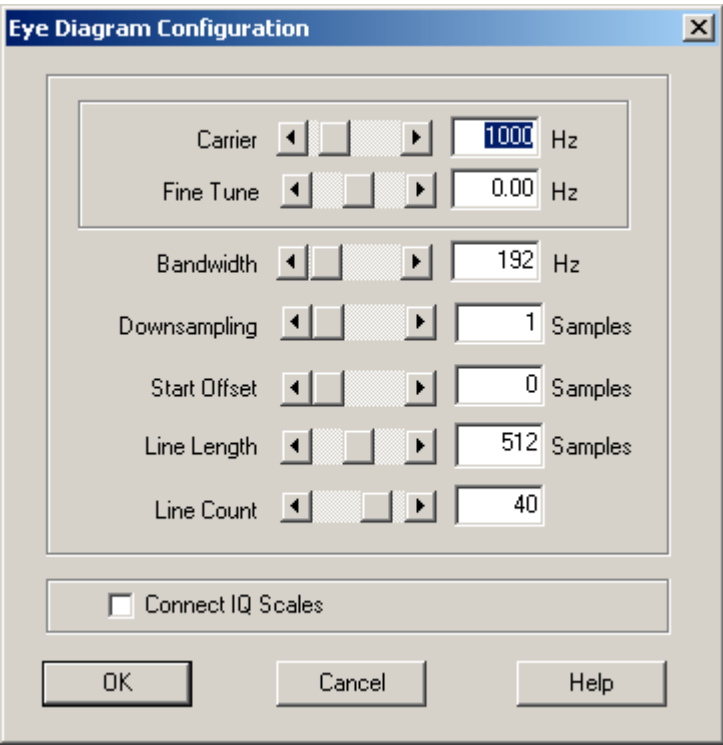 Eye Diagram Configuration
Carrier 1000 Hz
Fine Tune 0.00 Hz
Bandwidth 192 Hz
Downsampling 1 Samples
Start Offset 0 Samples
Line Length 512 Samples
Line Count 40
Connect IQ Scales
OK Cancel Help